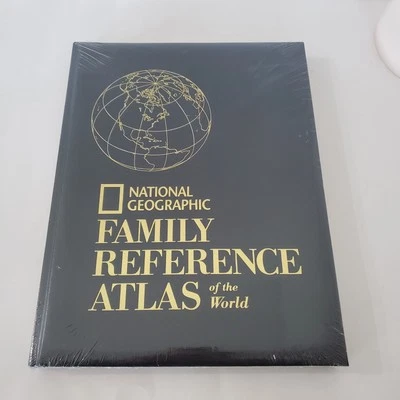 NATIONAL
GEOGRAPHIC
FAMILY
REFERENCE
ATLAS of the World